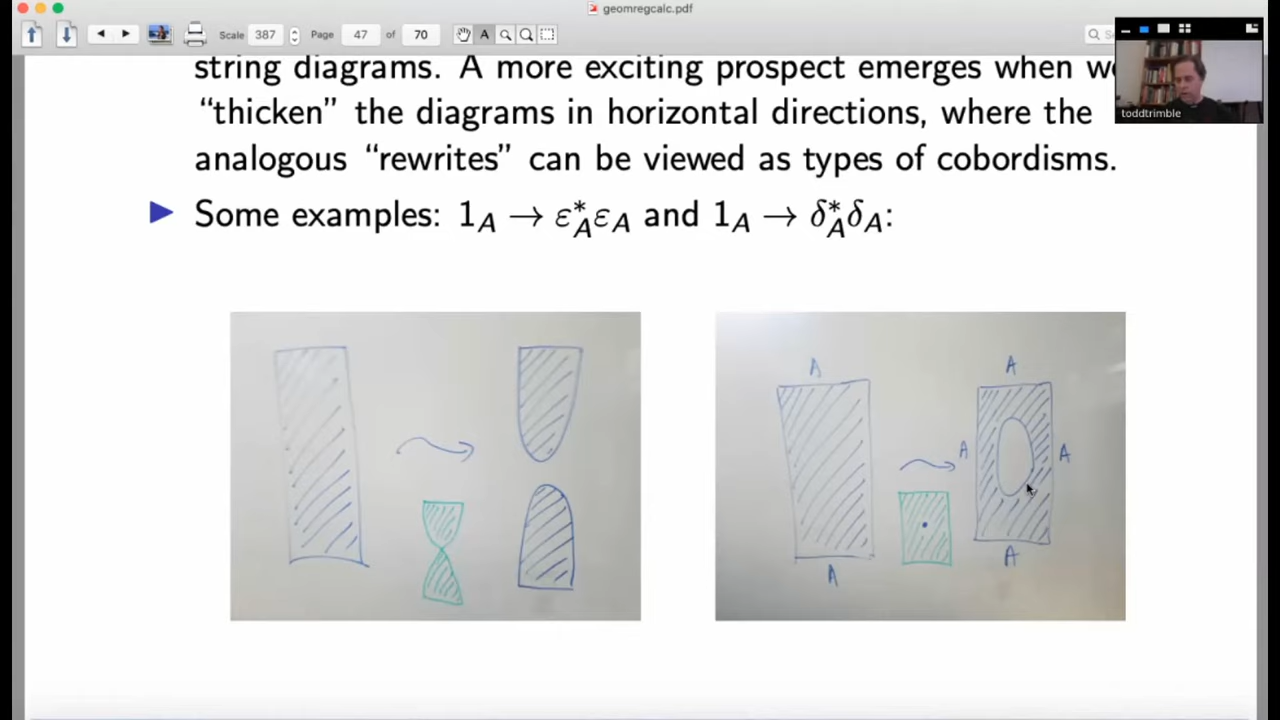 geomregcalc.pdf
Scale 387 Page 47 of 70
toddtrimble
string diagrams. A more exciting prospect emerges when we
“thicken” the diagrams in horizontal directions, where the
analogous “rewrites” can be viewed as types of cobordisms.
Some examples: 1_A → ε*_A ε_A and 1_A → δ*_A δ_A:
A A
A A
A A